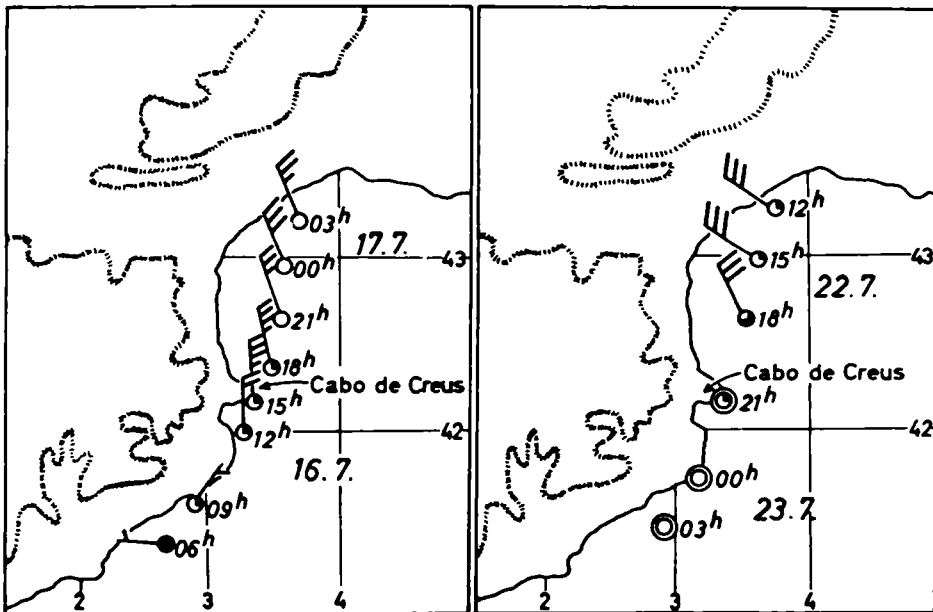 03h
17.7.
00h
43
21h
18h
Cabo de Creus
15h
12h
42
16.7.
09h
06h
2 3 4
12h
15h
43
22.7.
18h
Cabo de Creus
21h
42
00h
23.7.
03h
2 3 4